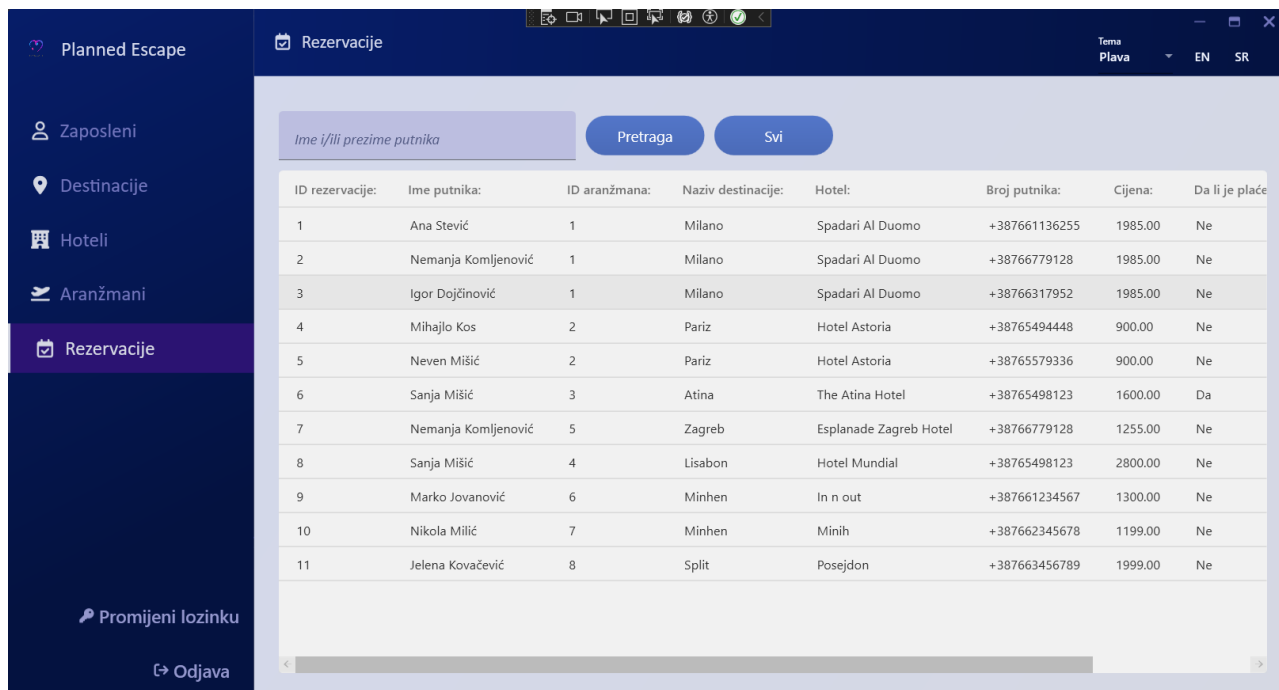 Planned Escape
Rezervacije
Tema
Plava
EN SR
Zaposleni
Destinacije
Hoteli
Aranžmani
Rezervacije
Promijeni lozinku
Odjava
Ime i/ili prezime putnika
Pretraga
Svi
ID rezervacije: Ime putnika: ID aranžmana: Naziv destinacije: Hotel: Broj putnika: Cijena: Da li je plaće
1 Ana Stević 1 Milano Spadari Al Duomo +387661136255 1985.00 Ne
2 Nemanja Komljenović 1 Milano Spadari Al Duomo +38766779128 1985.00 Ne
3 Igor Dojčinović 1 Milano Spadari Al Duomo +38766317952 1985.00 Ne
4 Mihajlo Kos 2 Pariz Hotel Astoria +38765494448 900.00 Ne
5 Neven Mišić 2 Pariz Hotel Astoria +38765579336 900.00 Ne
6 Sanja Mišić 3 Atina The Atina Hotel +38765498123 1600.00 Da
7 Nemanja Komljenović 5 Zagreb Esplanade Zagreb Hotel +38766779128 1255.00 Ne
8 Sanja Mišić 4 Lisabon Hotel Mundial +38765498123 2800.00 Ne
9 Marko Jovanović 6 Minhen In n out +387661234567 1300.00 Ne
10 Nikola Milić 7 Minhen Minih +387662345678 1199.00 Ne
11 Jelena Kovačević 8 Split Posejdon +387663456789 1999.00 Ne